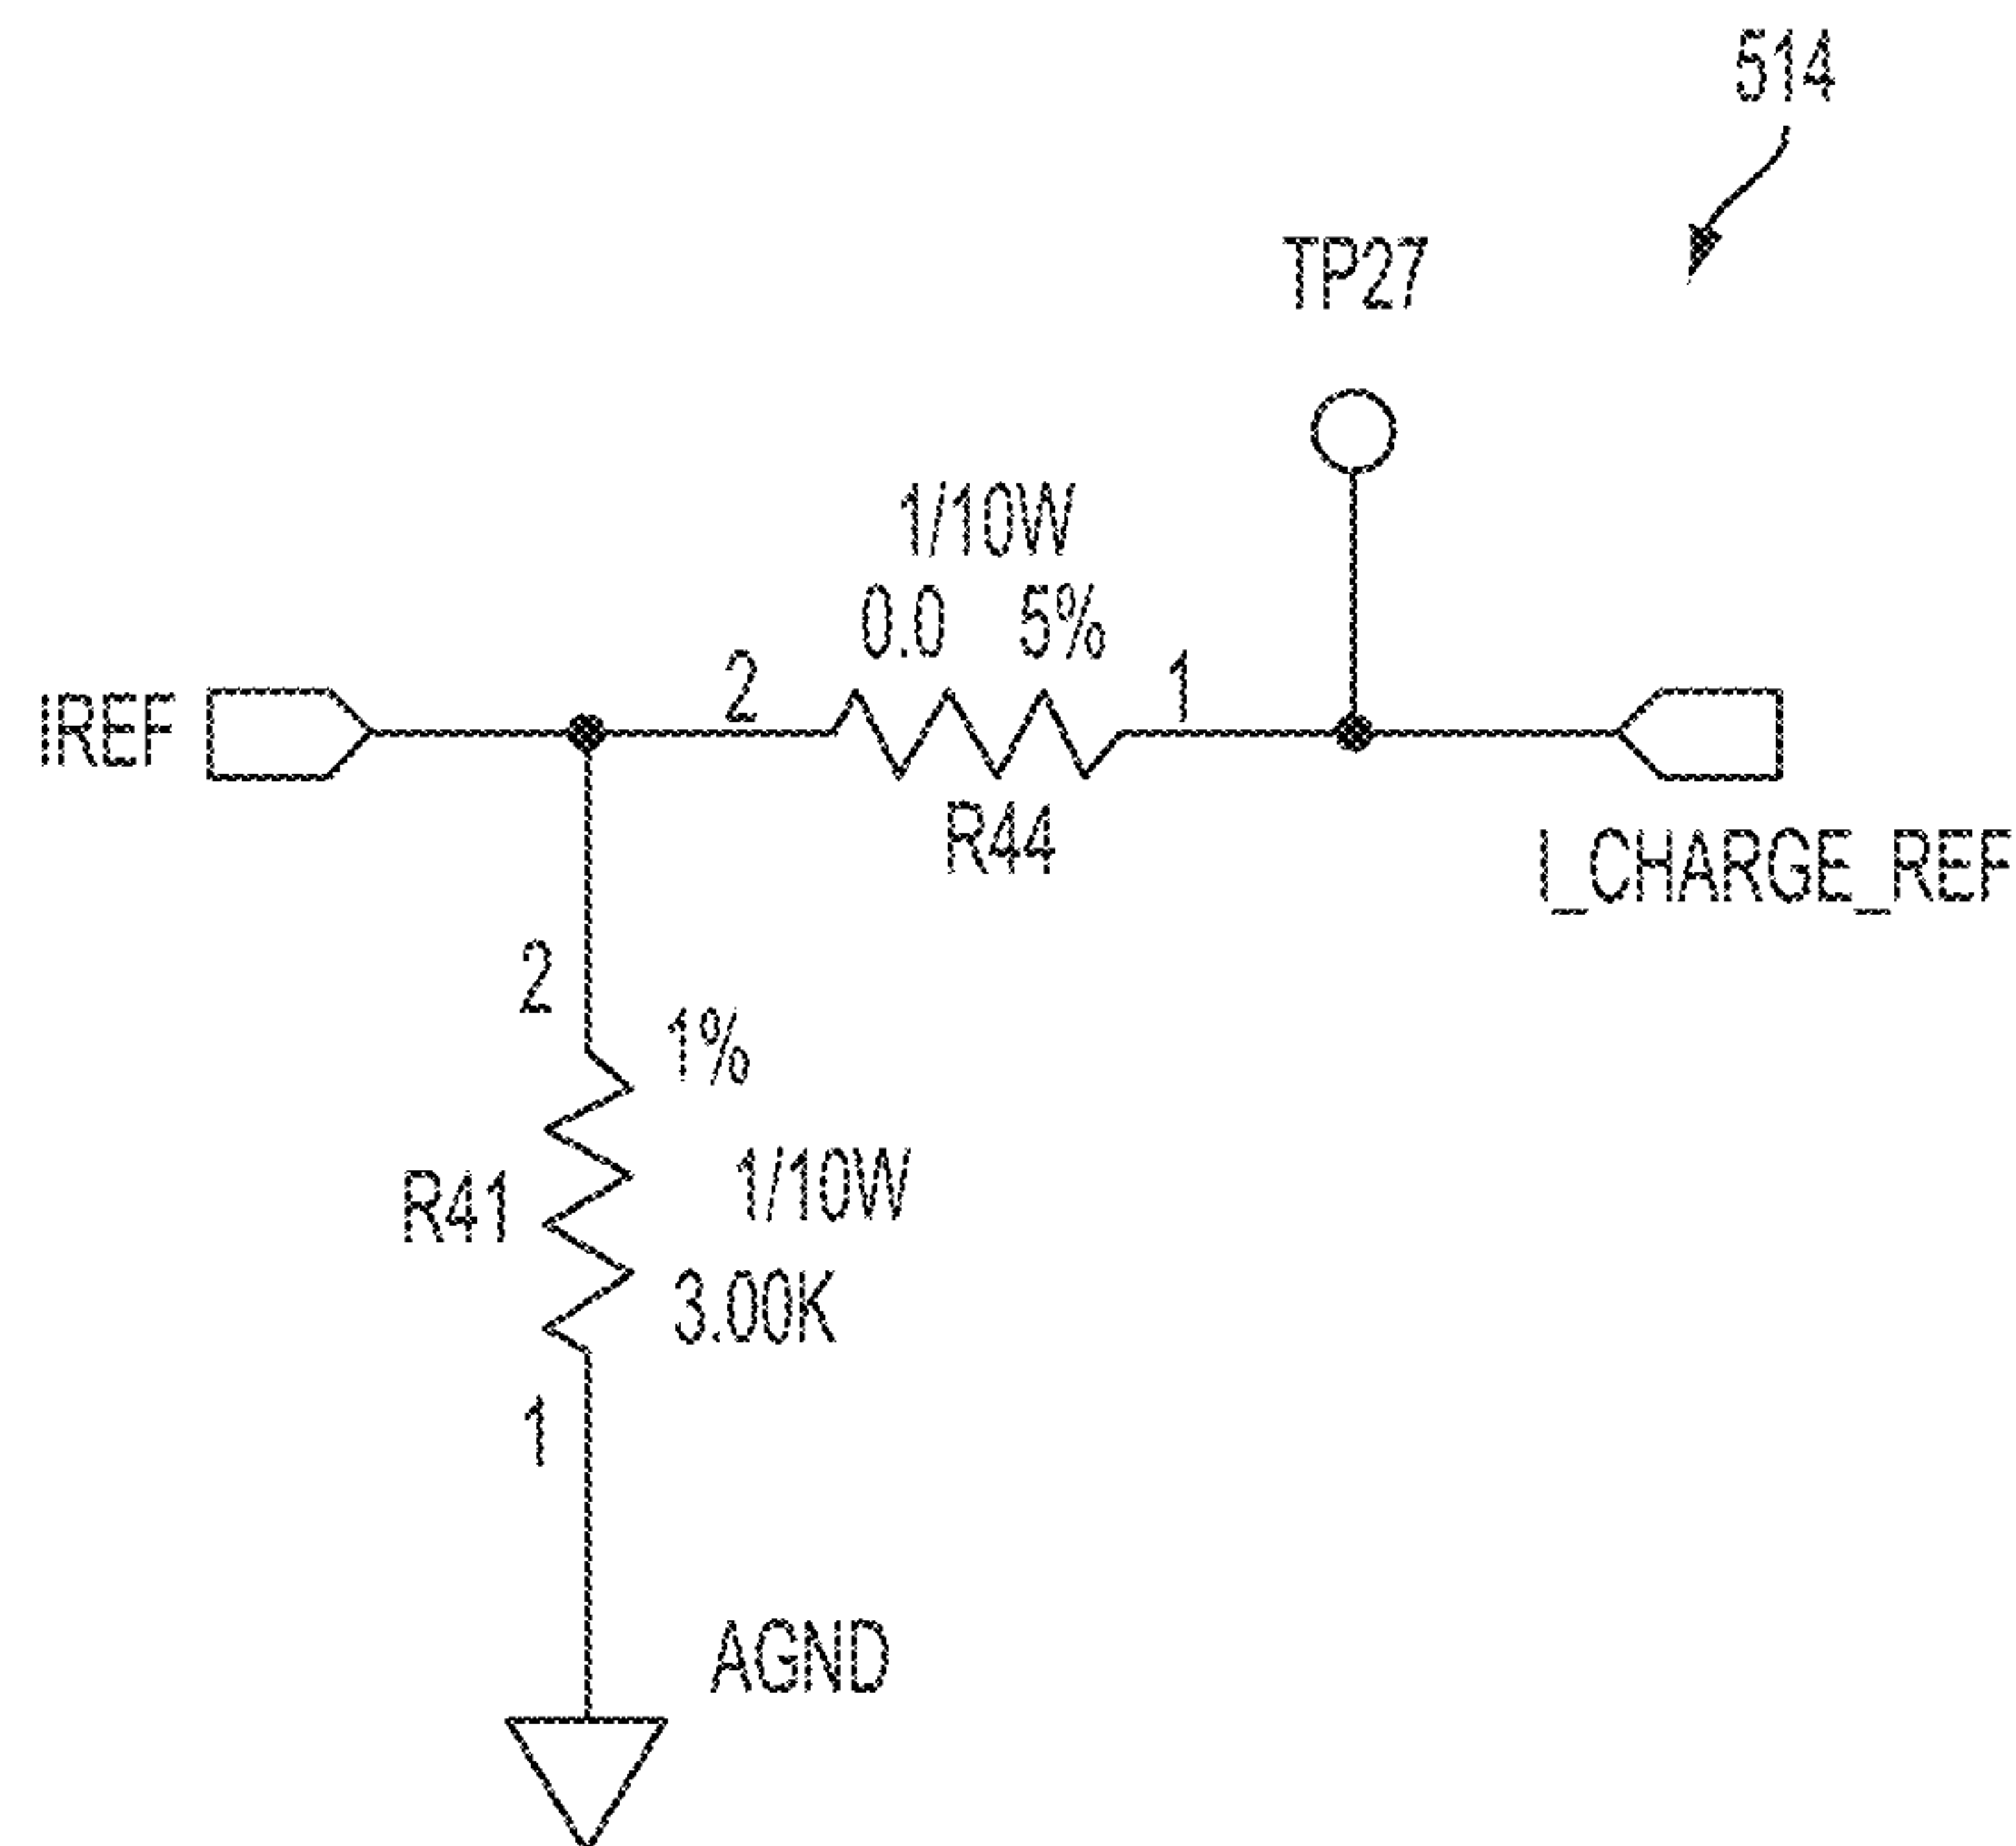 514
TP27
1/10W
0.0 5%
2 1
IREF
R44
I_CHARGE_REF
2
1%
R41
1/10W
3.00K
1
AGND